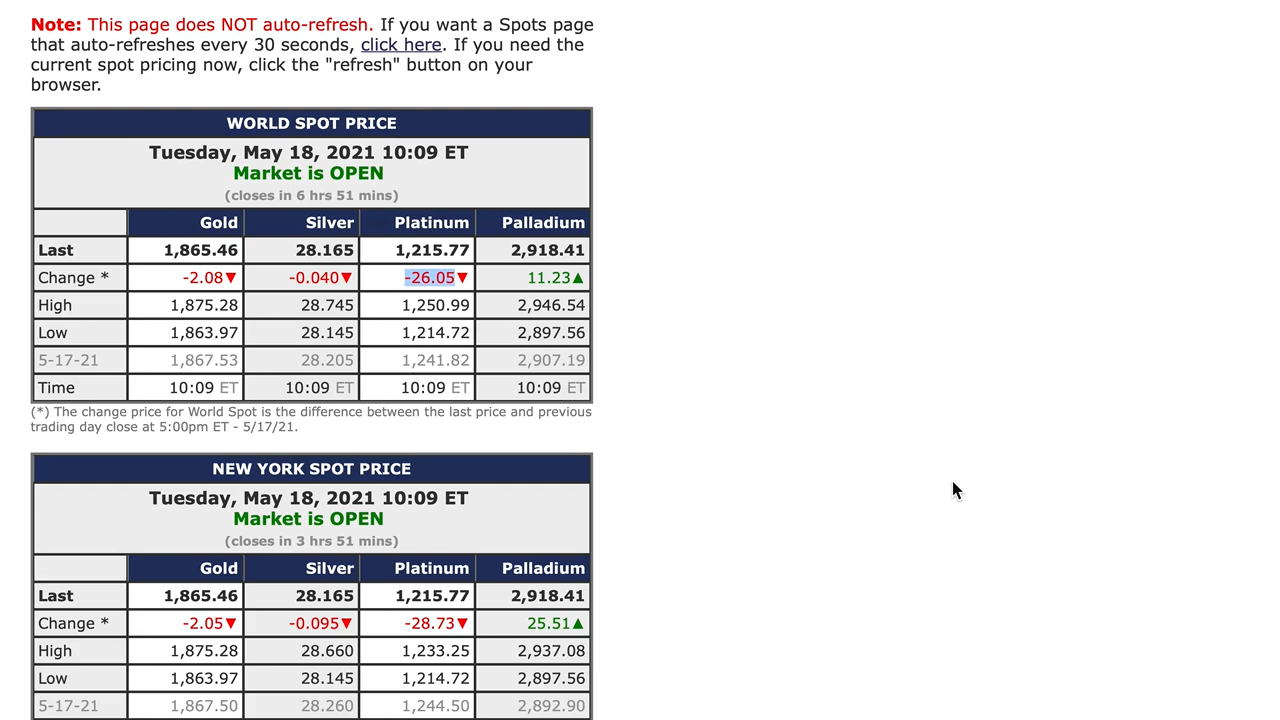 Note: This page does NOT auto-refresh. If you want a Spots page
that auto-refreshes every 30 seconds, click here. If you need the
current spot pricing now, click the "refresh" button on your
browser.
WORLD SPOT PRICE
Tuesday, May 18, 2021 10:09 ET
Market is OPEN
(closes in 6 hrs 51 mins)
Gold Silver Platinum Palladium
Last 1,865.46 28.165 1,215.77 2,918.41
Change * -2.08▼ -0.040▼ -26.05▼ 11.23▲
High 1,875.28 28.745 1,250.99 2,946.54
Low 1,863.97 28.145 1,214.72 2,897.56
5-17-21 1,867.53 28.205 1,241.82 2,907.19
Time 10:09 ET 10:09 ET 10:09 ET 10:09 ET
(*) The change price for World Spot is the difference between the last price and previous
trading day close at 5:00pm ET - 5/17/21.
NEW YORK SPOT PRICE
Tuesday, May 18, 2021 10:09 ET
Market is OPEN
(closes in 3 hrs 51 mins)
Gold Silver Platinum Palladium
Last 1,865.46 28.165 1,215.77 2,918.41
Change * -2.05▼ -0.095▼ -28.73▼ 25.51▲
High 1,875.28 28.660 1,233.25 2,937.08
Low 1,863.97 28.145 1,214.72 2,897.56
5-17-21 1,867.50 28.260 1,244.50 2,892.90